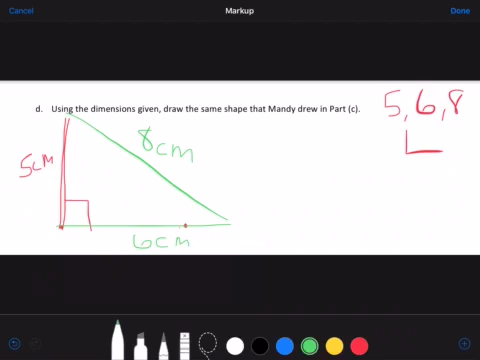 Cancel Markup Done
d. Using the dimensions given, draw the same shape that Mandy drew in Part (c).
5, 6, 8
8cm
5cm
6cm